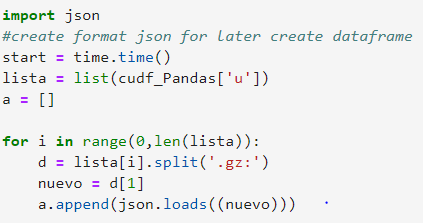 import json
#create format json for later create dataframe
start = time.time()
lista = list(cudf_Pandas['u'])
a = []
for i in range(0,len(lista)):
    d = lista[i].split('.gz:')
    nuevo = d[1]
    a.append(json.loads((nuevo)))